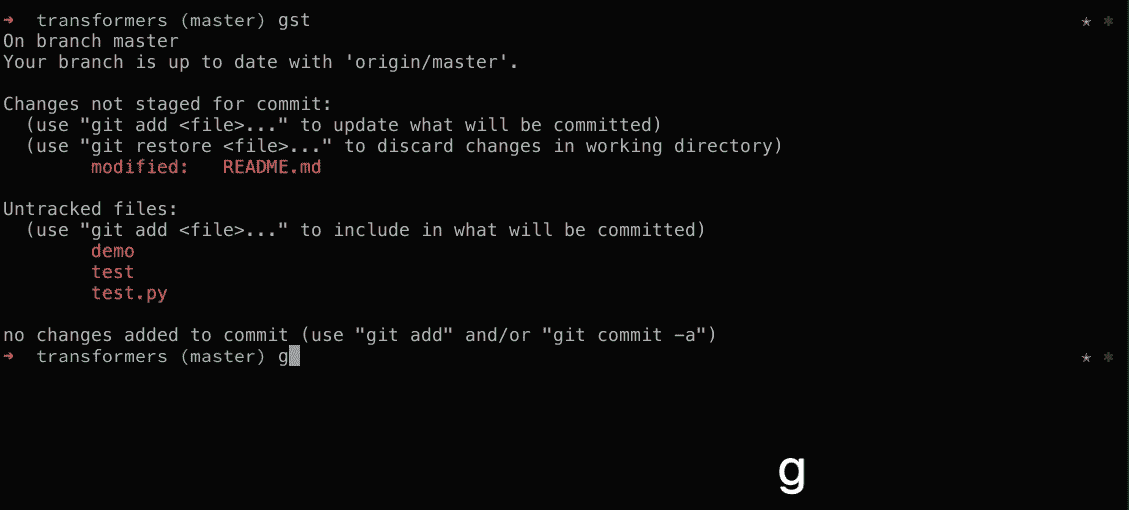 ➜  transformers (master) gst ★ ✱
On branch master
Your branch is up to date with 'origin/master'.
Changes not staged for commit:
  (use "git add <file>..." to update what will be committed)
  (use "git restore <file>..." to discard changes in working directory)
        modified:   README.md
Untracked files:
  (use "git add <file>..." to include in what will be committed)
        demo
        test
        test.py
no changes added to commit (use "git add" and/or "git commit -a")
➜  transformers (master) g ★ ✱
g